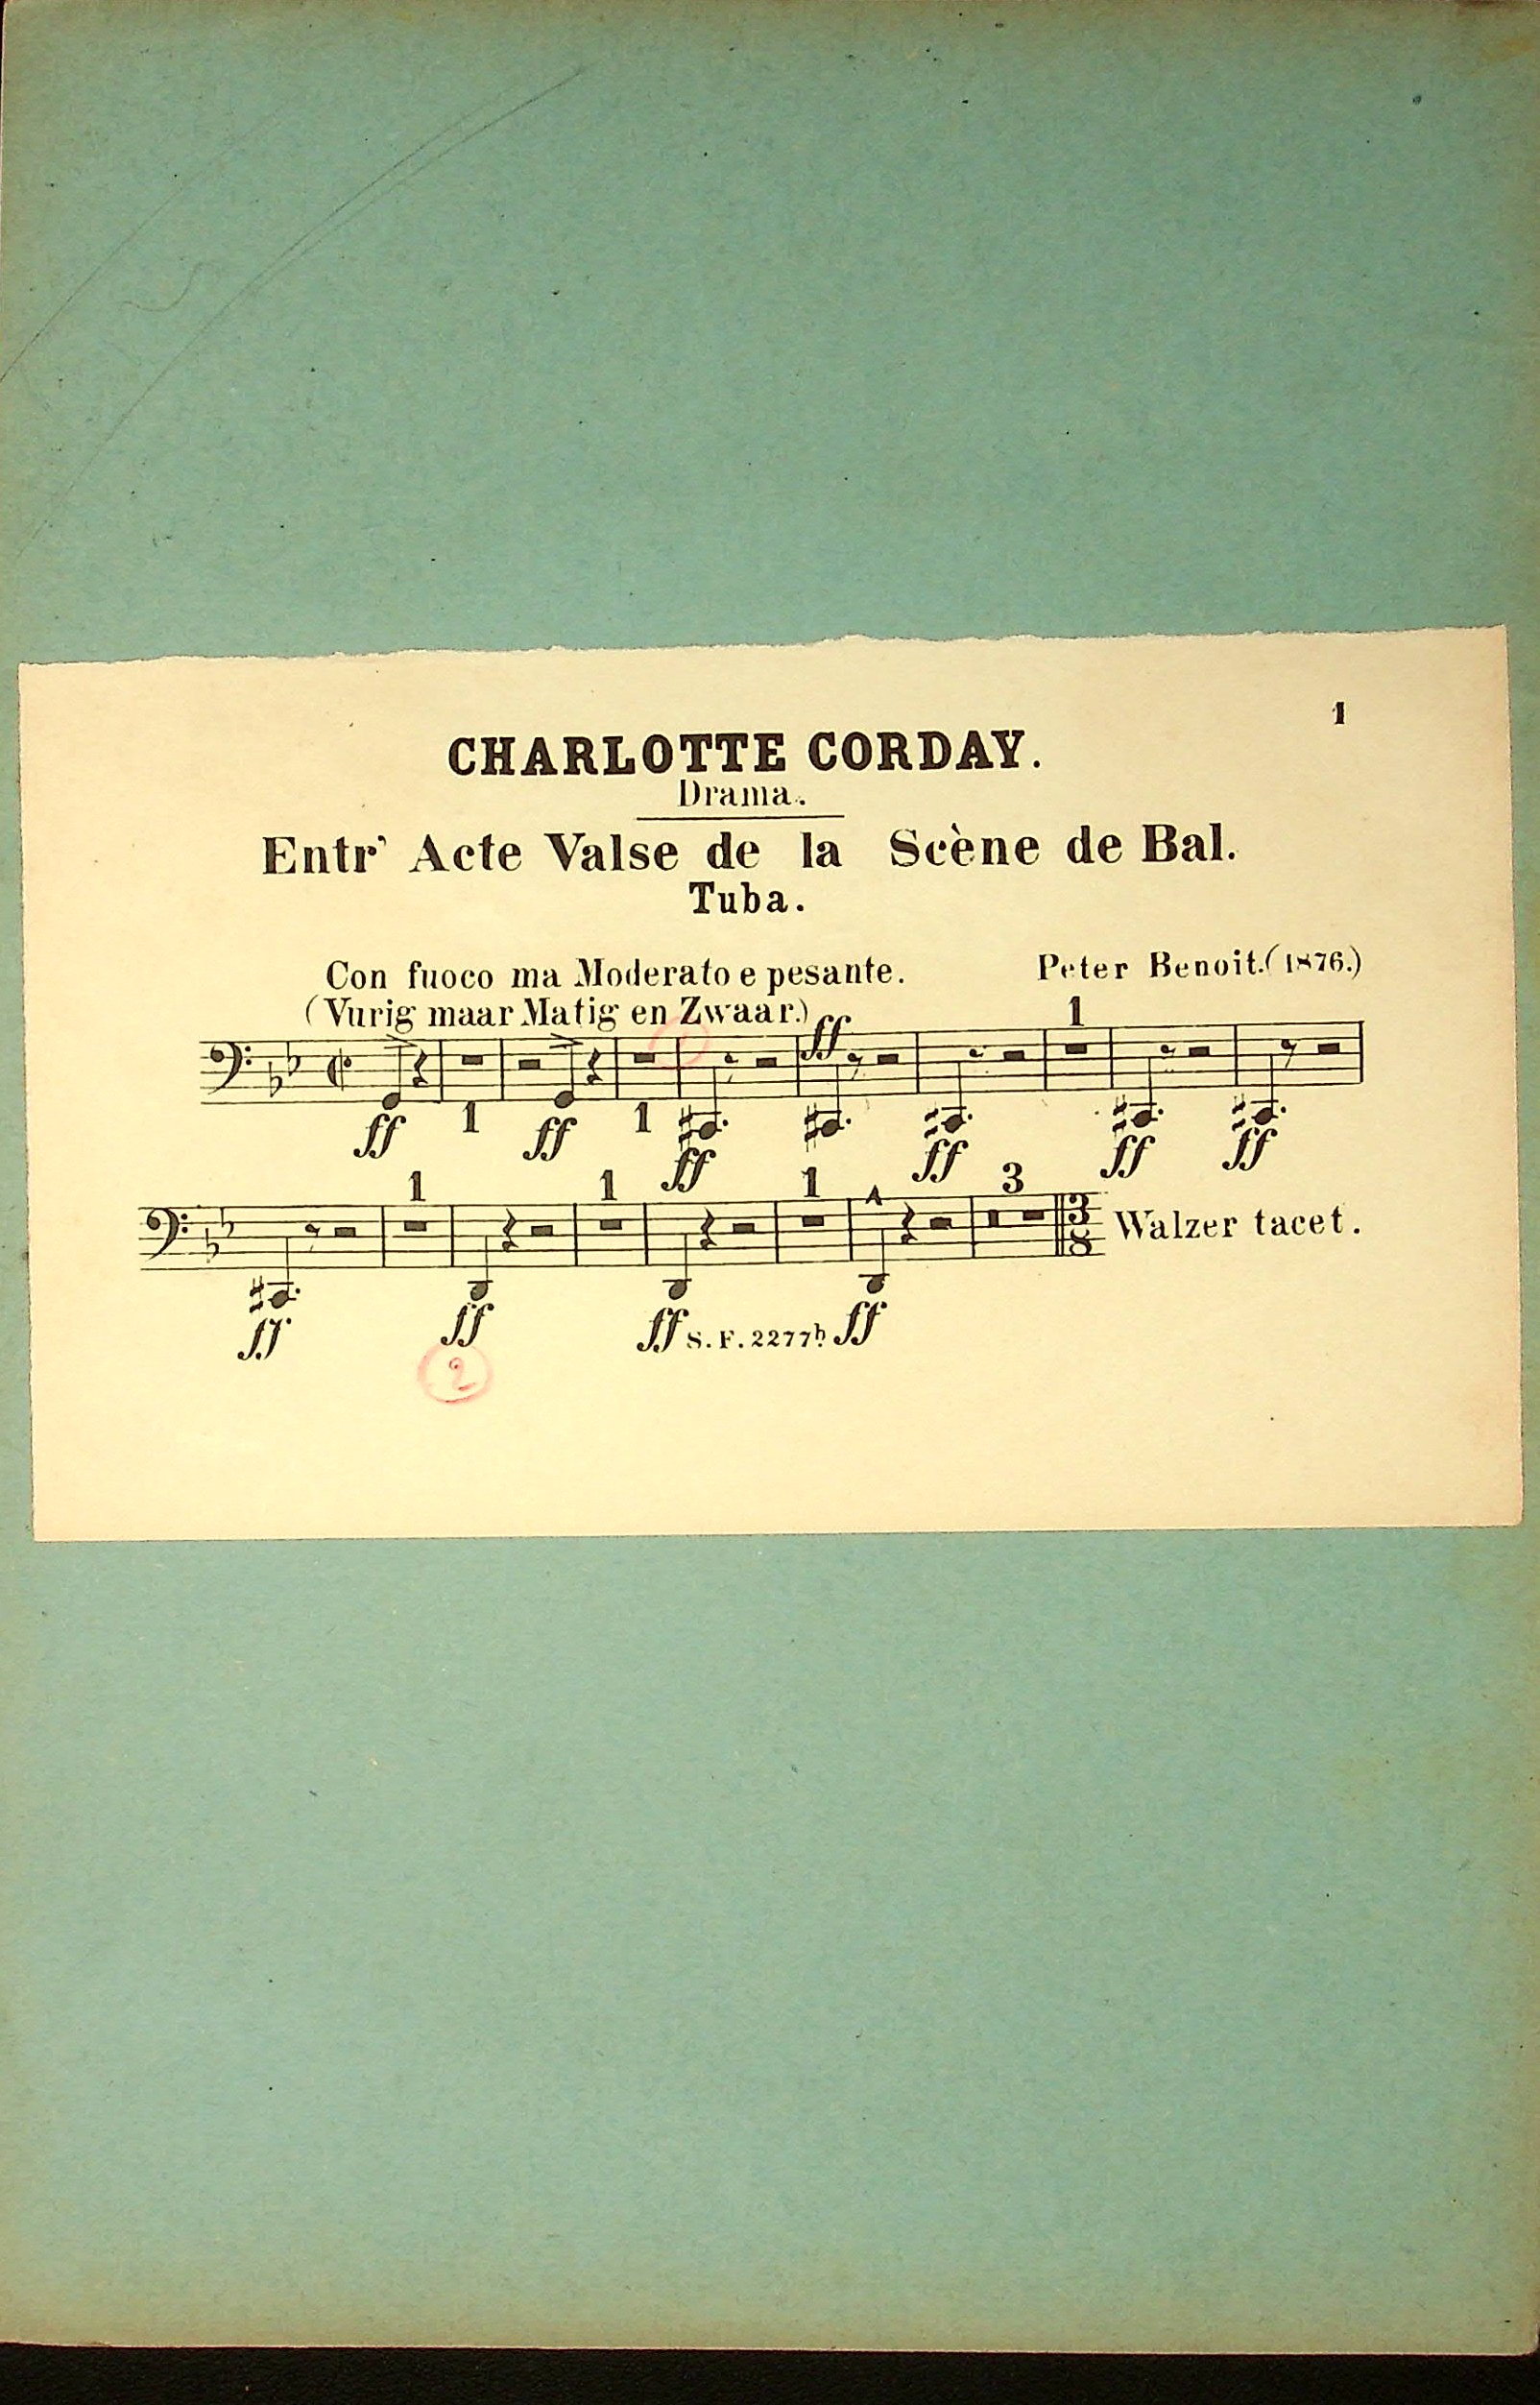 1
CHARLOTTE CORDAY.
Drama.
Entr' Acte Valse de la Scène de Bal.
Tuba.
Con fuoco ma Moderato e pesante.
Peter Benoit. (1876.)
(Vurig maar Matig en Zwaar.)
ff 1
ff 1 ff 1 ff ff ff ff
1 1 1 3
3 8 Walzer tacet.
ff ff ff S. F. 2277b ff
2